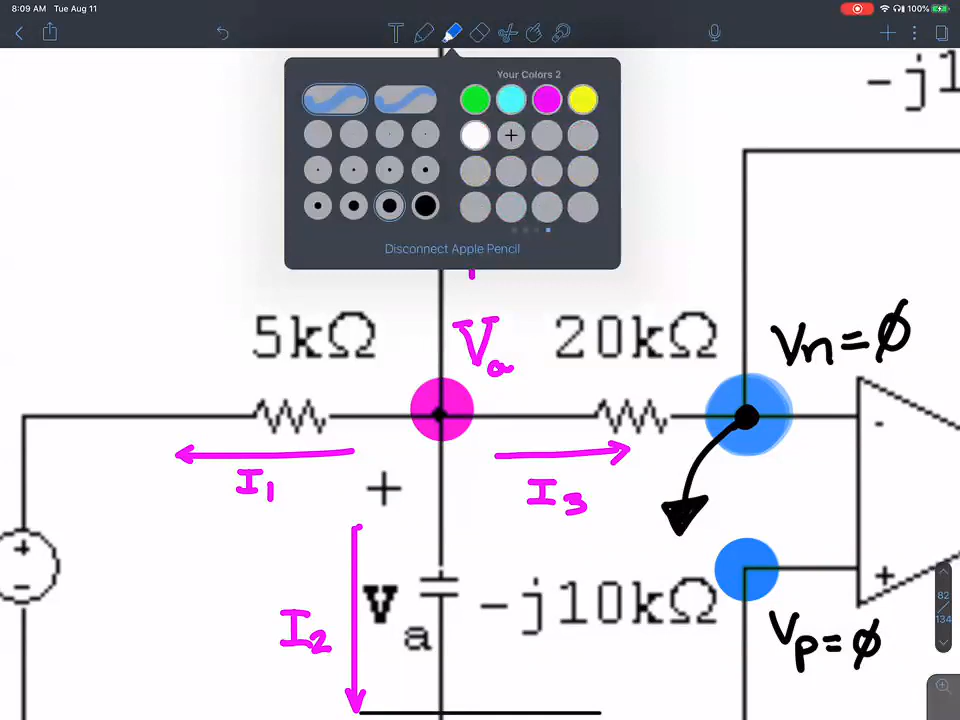 8:09 AM Tue Aug 11
100%
Your Colors 2
Disconnect Apple Pencil
-j1
5kΩ
Va
20kΩ
Vn=∅
-
I1
I3
+
+
-
I2
Va
-j10kΩ
+
Vp=∅
82
134